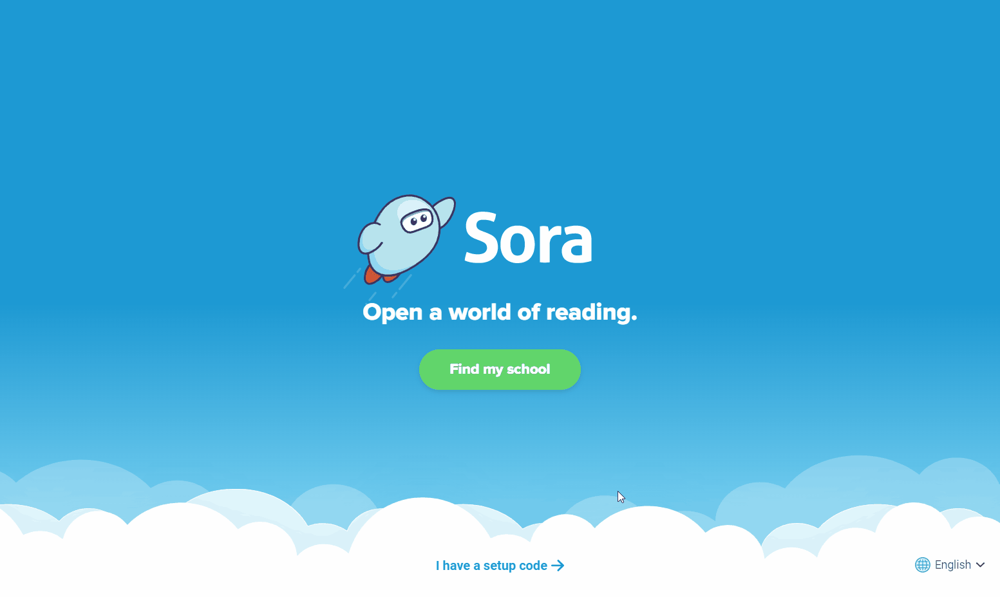 Sora
Open a world of reading.
Find my school
I have a setup code
English